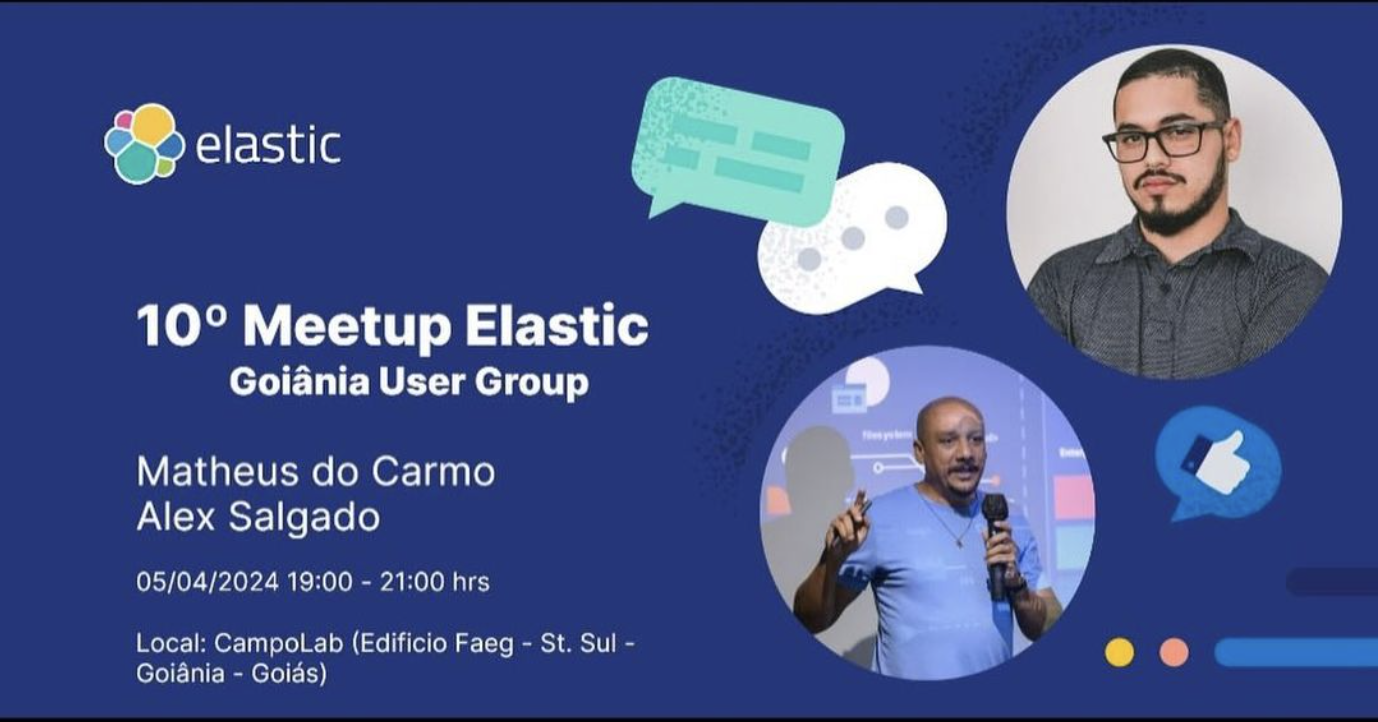 elastic
10º Meetup Elastic
Goiânia User Group
Matheus do Carmo
Alex Salgado
05/04/2024 19:00 - 21:00 hrs
Local: CampoLab (Edificio Faeg - St. Sul -
Goiânia - Goiás)
filesystem